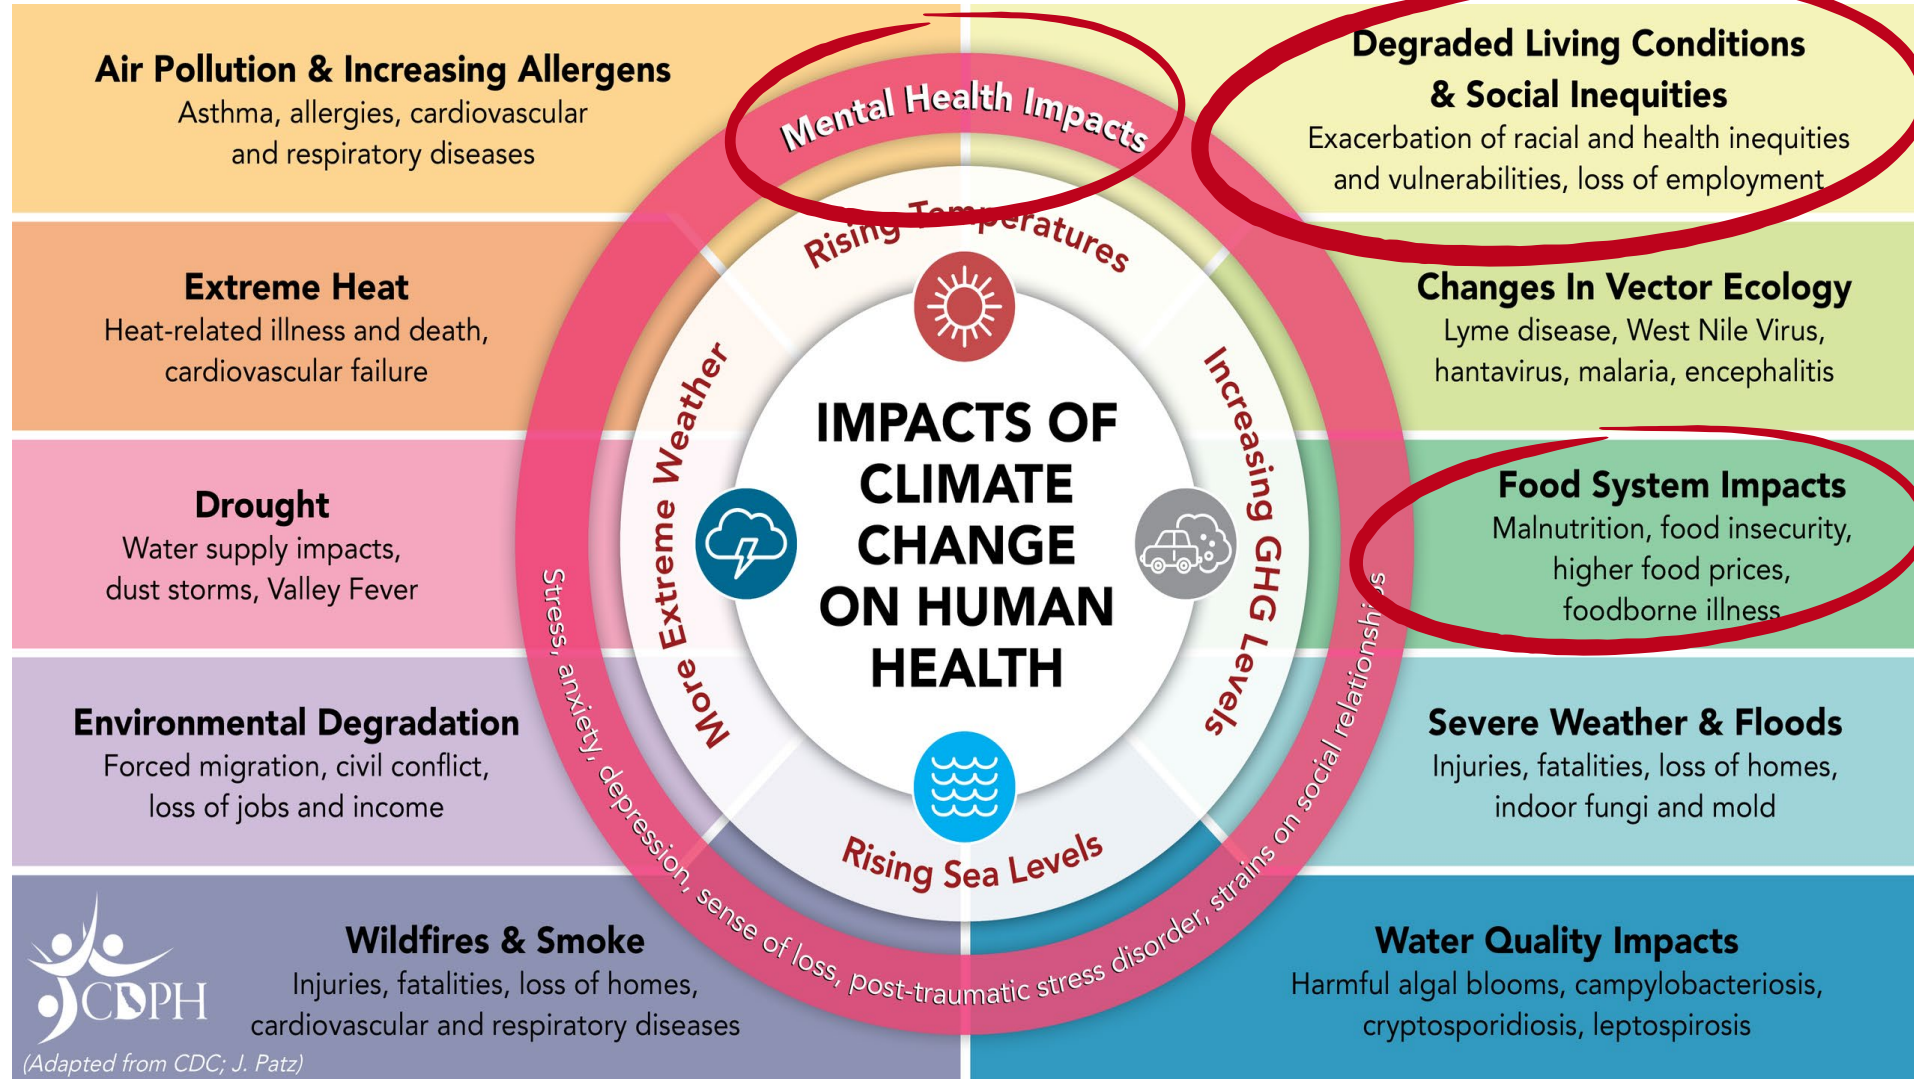 Air Pollution & Increasing Allergens
Asthma, allergies, cardiovascular
and respiratory diseases
Extreme Heat
Heat-related illness and death,
cardiovascular failure
Drought
Water supply impacts,
dust storms, Valley Fever
Environmental Degradation
Forced migration, civil conflict,
loss of jobs and income
Wildfires & Smoke
Injuries, fatalities, loss of homes,
cardiovascular and respiratory diseases
CDPH
(Adapted from CDC; J. Patz)
Mental Health Impacts
Stress, anxiety, depression, sense of loss, post-traumatic stress disorder, strains on social relationships
Rising Temperatures
More Extreme Weather
Increasing GHG Levels
Rising Sea Levels
IMPACTS OF
CLIMATE
CHANGE
ON HUMAN
HEALTH
Degraded Living Conditions
& Social Inequities
Exacerbation of racial and health inequities
and vulnerabilities, loss of employment
Changes In Vector Ecology
Lyme disease, West Nile Virus,
hantavirus, malaria, encephalitis
Food System Impacts
Malnutrition, food insecurity,
higher food prices,
foodborne illness
Severe Weather & Floods
Injuries, fatalities, loss of homes,
indoor fungi and mold
Water Quality Impacts
Harmful algal blooms, campylobacteriosis,
cryptosporidiosis, leptospirosis